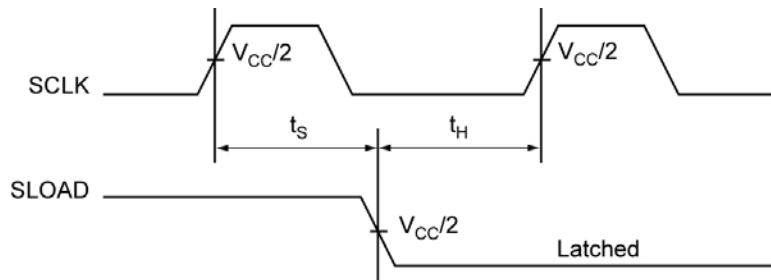 V_CC/2
V_CC/2
SCLK
t_S
t_H
SLOAD
V_CC/2
Latched